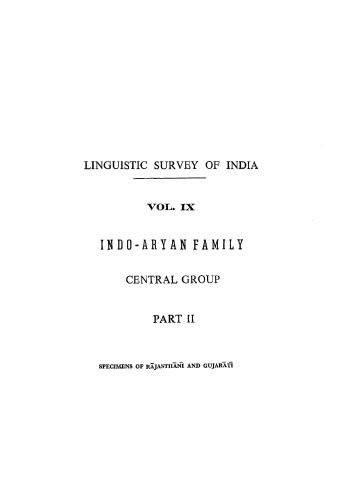 LINGUISTIC SURVEY OF INDIA
VOL. IX
INDO-ARYAN FAMILY
CENTRAL GROUP
PART II
SPECIMENS OF RĀJASTHĀNĪ AND GUJARĀTĪ